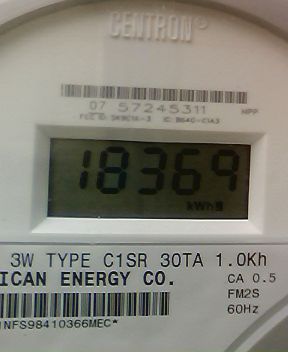 CENTRON®
07 57245311 HPP
18369
kWh
3W TYPE C1SR 30TA 1.0Kh
ICAN ENERGY CO. CA 0.5
FM2S
60Hz
NFS98410366MEC*